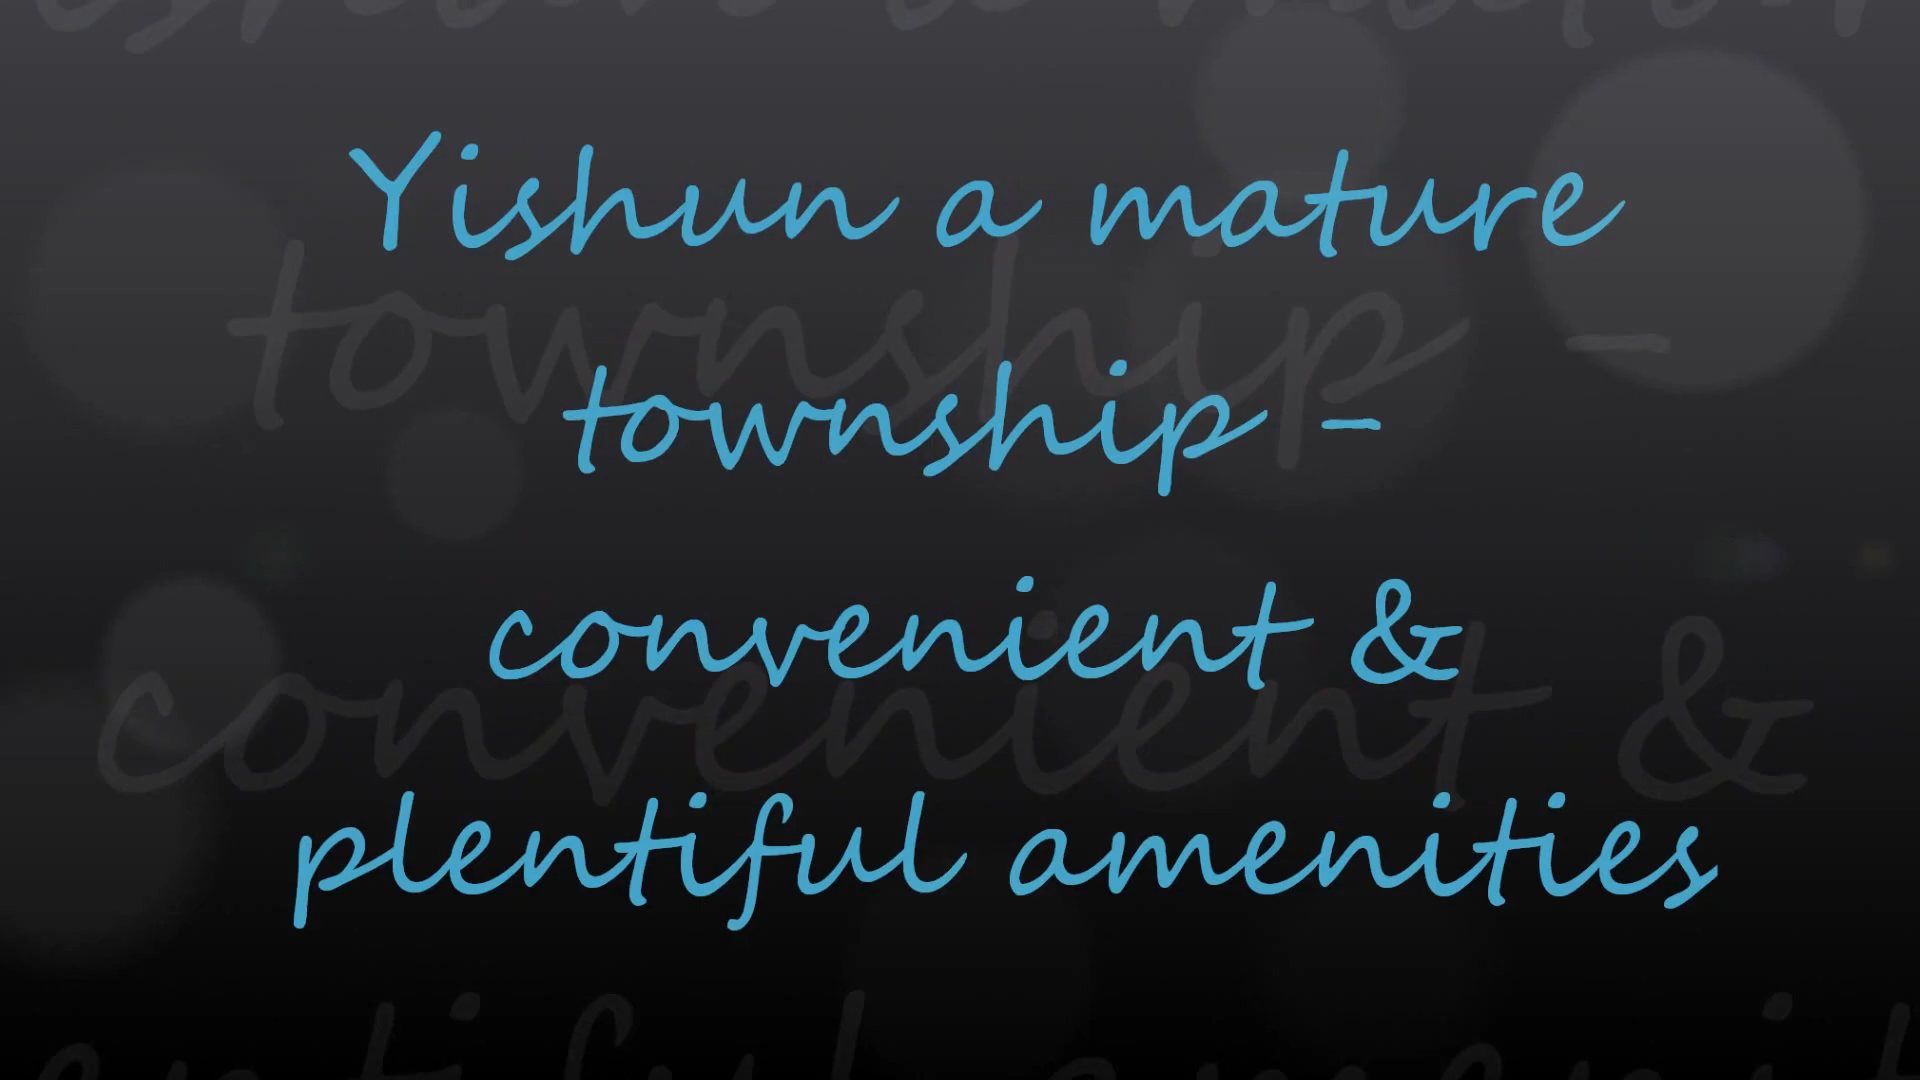 Yishun a mature
township -
convenient &
plentiful amenities